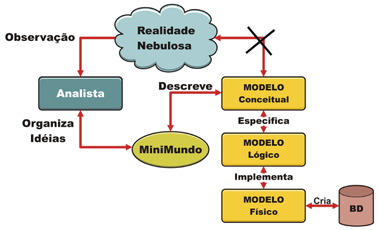 Realidade
Nebulosa
Observação
Analista
Organiza
Idéias
MiniMundo
Descreve
MODELO
Conceitual
Especifica
MODELO
Lógico
Implementa
MODELO
Físico
Cria
BD